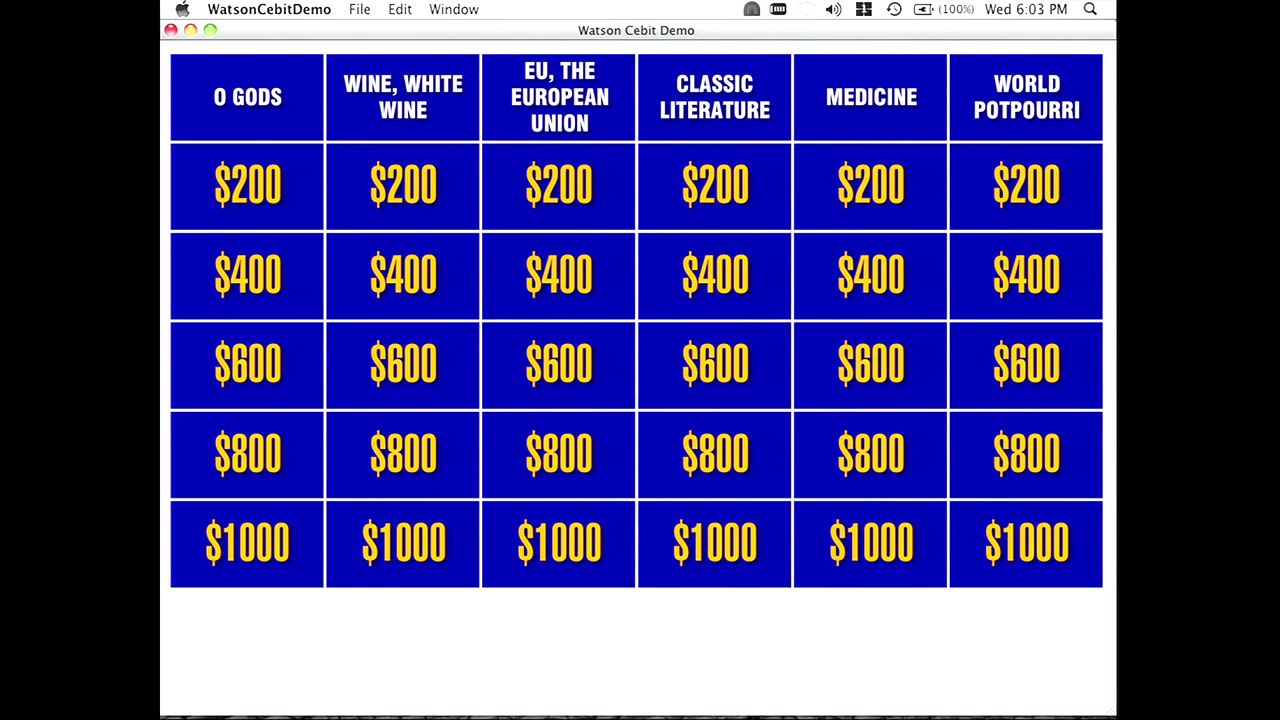 WatsonCebitDemo File Edit Window (100%) Wed 6:03 PM
Watson Cebit Demo
O GODS
WINE, WHITE
WINE
EU, THE
EUROPEAN
UNION
CLASSIC
LITERATURE
MEDICINE
WORLD
POTPOURRI
$200 $200 $200 $200 $200 $200
$400 $400 $400 $400 $400 $400
$600 $600 $600 $600 $600 $600
$800 $800 $800 $800 $800 $800
$1000 $1000 $1000 $1000 $1000 $1000